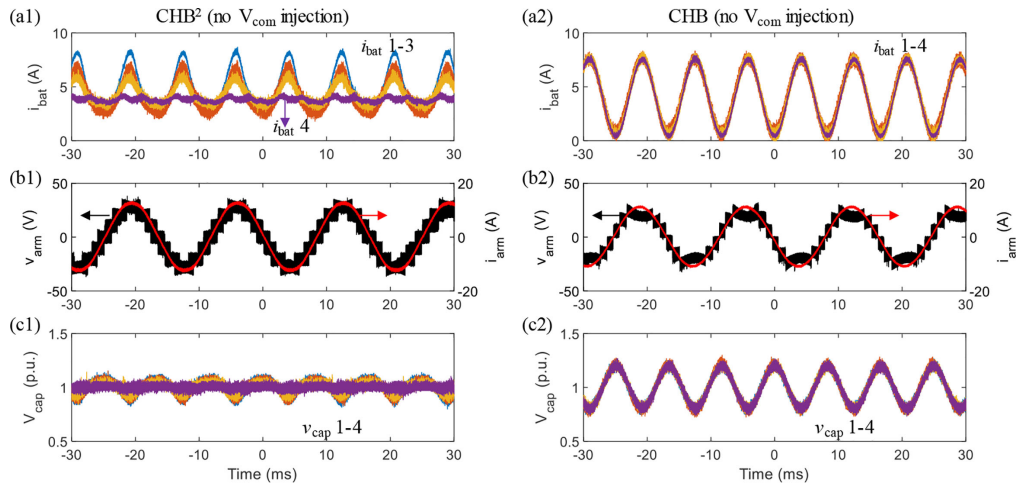 (a1) CHB² (no Vcom injection)
10
5
0
i_bat (A)
i_bat 1-3
i_bat 4
-30 -20 -10 0 10 20 30
(b1)
50
0
-50
v_arm (V)
20
0
-20
i_arm (A)
-30 -20 -10 0 10 20 30
(c1)
1.5
1
0.5
V_cap (p.u.)
v_cap 1-4
-30 -20 -10 0 10 20 30
Time (ms)
(a2) CHB (no Vcom injection)
10
5
0
i_bat (A)
i_bat 1-4
-30 -20 -10 0 10 20 30
(b2)
50
0
-50
v_arm (V)
20
0
-20
i_arm (A)
-30 -20 -10 0 10 20 30
(c2)
1.5
1
0.5
V_cap (p.u.)
v_cap 1-4
-30 -20 -10 0 10 20 30
Time (ms)